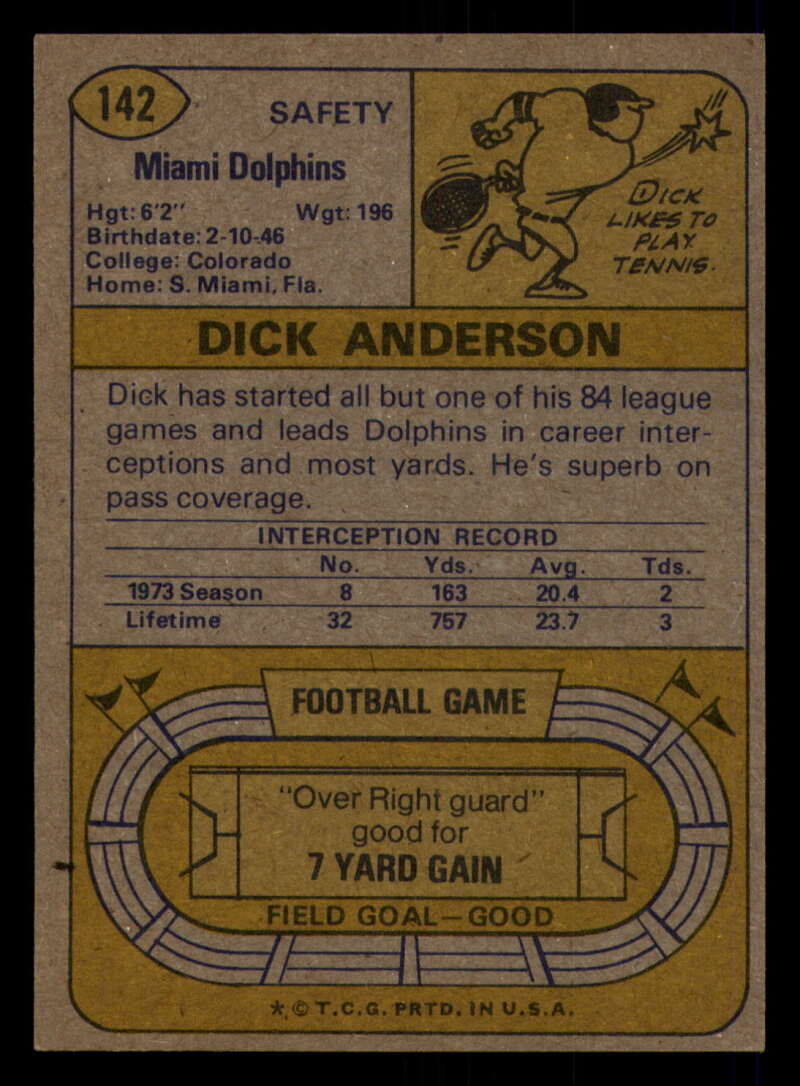 142
SAFETY
Miami Dolphins
Hgt: 6'2" Wgt: 196
Birthdate: 2-10-46
College: Colorado
Home: S. Miami, Fla.
DICK
LIKES TO
PLAY
TENNIS.
DICK ANDERSON
Dick has started all but one of his 84 league
games and leads Dolphins in career inter-
ceptions and most yards. He's superb on
pass coverage.
INTERCEPTION RECORD
No. Yds. Avg. Tds.
1973 Season 8 163 20.4 2
Lifetime 32 757 23.7 3
FOOTBALL GAME
"Over Right guard"
good for
7 YARD GAIN
FIELD GOAL—GOOD
*© T.C.G. PRTD. IN U.S.A.